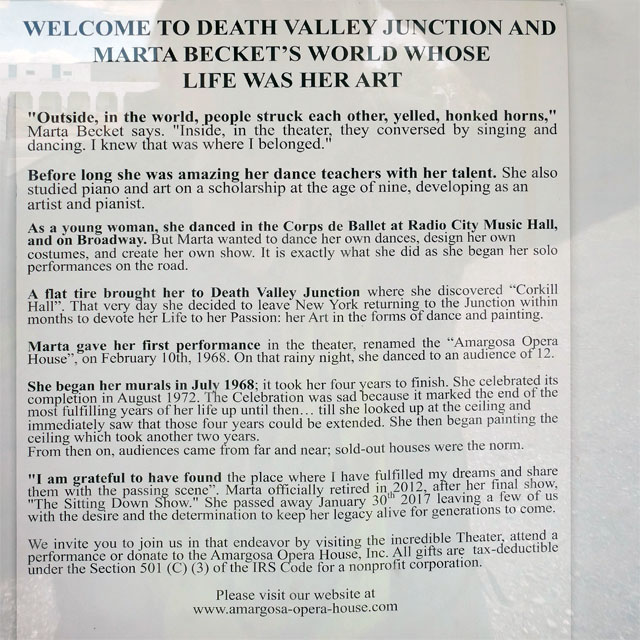 WELCOME TO DEATH VALLEY JUNCTION AND
MARTA BECKET'S WORLD WHOSE
LIFE WAS HER ART
"Outside, in the world, people struck each other, yelled, honked horns,"
Marta Becket says. "Inside, in the theater, they conversed by singing and
dancing. I knew that was where I belonged."
Before long she was amazing her dance teachers with her talent. She also
studied piano and art on a scholarship at the age of nine, developing as an
artist and pianist.
As a young woman, she danced in the Corps de Ballet at Radio City Music Hall,
and on Broadway. But Marta wanted to dance her own dances, design her own
costumes, and create her own show. It is exactly what she did as she began her solo
performances on the road.
A flat tire brought her to Death Valley Junction where she discovered "Corkill
Hall". That very day she decided to leave New York returning to the Junction within
months to devote her Life to her Passion: her Art in the forms of dance and painting.
Marta gave her first performance in the theater, renamed the "Amargosa Opera
House", on February 10th, 1968. On that rainy night, she danced to an audience of 12.
She began her murals in July 1968; it took her four years to finish. She celebrated its
completion in August 1972. The Celebration was sad because it marked the end of the
most fulfilling years of her life up until then… till she looked up at the ceiling and
immediately saw that those four years could be extended. She then began painting the
ceiling which took another two years.
From then on, audiences came from far and near; sold-out houses were the norm.
"I am grateful to have found the place where I have fulfilled my dreams and share
them with the passing scene". Marta officially retired in 2012, after her final show,
"The Sitting Down Show." She passed away January 30th 2017 leaving a few of us
with the desire and the determination to keep her legacy alive for generations to come.
We invite you to join us in that endeavor by visiting the incredible Theater, attend a
performance or donate to the Amargosa Opera House, Inc. All gifts are tax-deductible
under the Section 501 (C) (3) of the IRS Code for a nonprofit corporation.
Please visit our website at
www.amargosa-opera-house.com